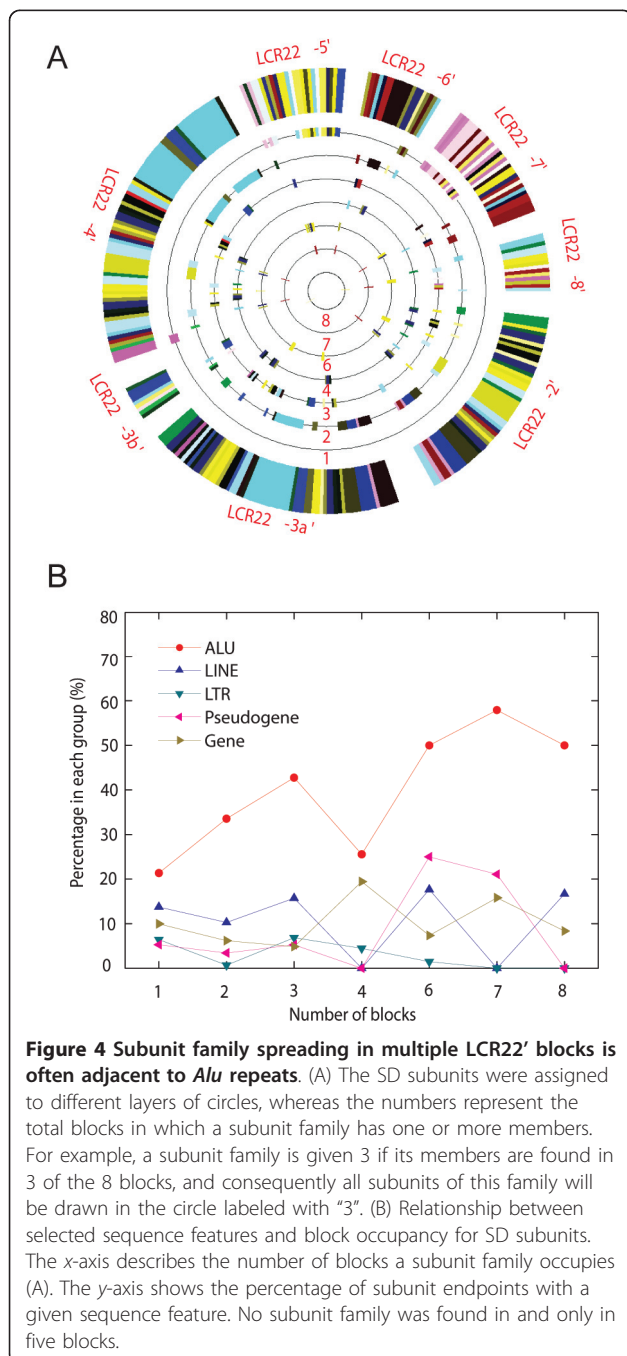 A
LCR22 -5'
LCR22 -6'
LCR22 -7'
LCR22 -8'
LCR22 -2'
LCR22 -3a'
LCR22 -3b'
LCR22 -4'
8
7
6
4
3
2
1
B
80
70
60
50
40
30
20
10
0
Percentage in each group (%)
ALU
LINE
LTR
Pseudogene
Gene
1 2 3 4 6 7 8
Number of blocks
Figure 4 Subunit family spreading in multiple LCR22’ blocks is
often adjacent to Alu repeats. (A) The SD subunits were assigned
to different layers of circles, whereas the numbers represent the
total blocks in which a subunit family has one or more members.
For example, a subunit family is given 3 if its members are found in
3 of the 8 blocks, and consequently all subunits of this family will
be drawn in the circle labeled with “3”. (B) Relationship between
selected sequence features and block occupancy for SD subunits.
The x-axis describes the number of blocks a subunit family occupies
(A). The y-axis shows the percentage of subunit endpoints with a
given sequence feature. No subunit family was found in and only in
five blocks.